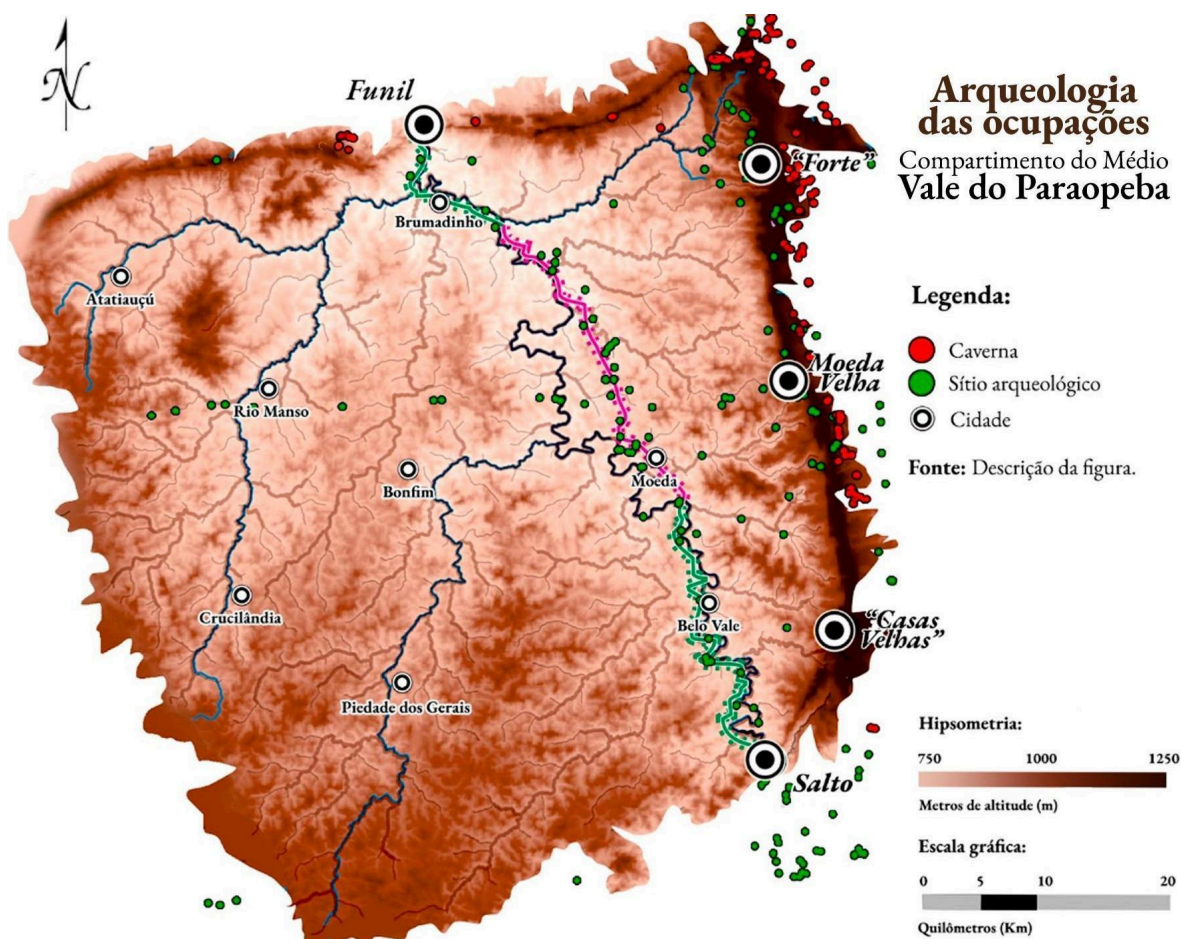 N
Arqueologia
das ocupações
Compartimento do Médio
Vale do Paraopeba
Funil
"Forte"
Brumadinho
Atatiauçú
Legenda:
Caverna
Sítio arqueológico
Cidade
Fonte: Descrição da figura.
Moeda
Velha
Rio Manso
Bonfim
Moeda
Crucilândia
Belo Vale
"Casas
Velhas"
Piedade dos Gerais
Salto
Hipsometria:
750 1000 1250
Metros de altitude (m)
Escala gráfica:
0 5 10 20
Quilômetros (Km)